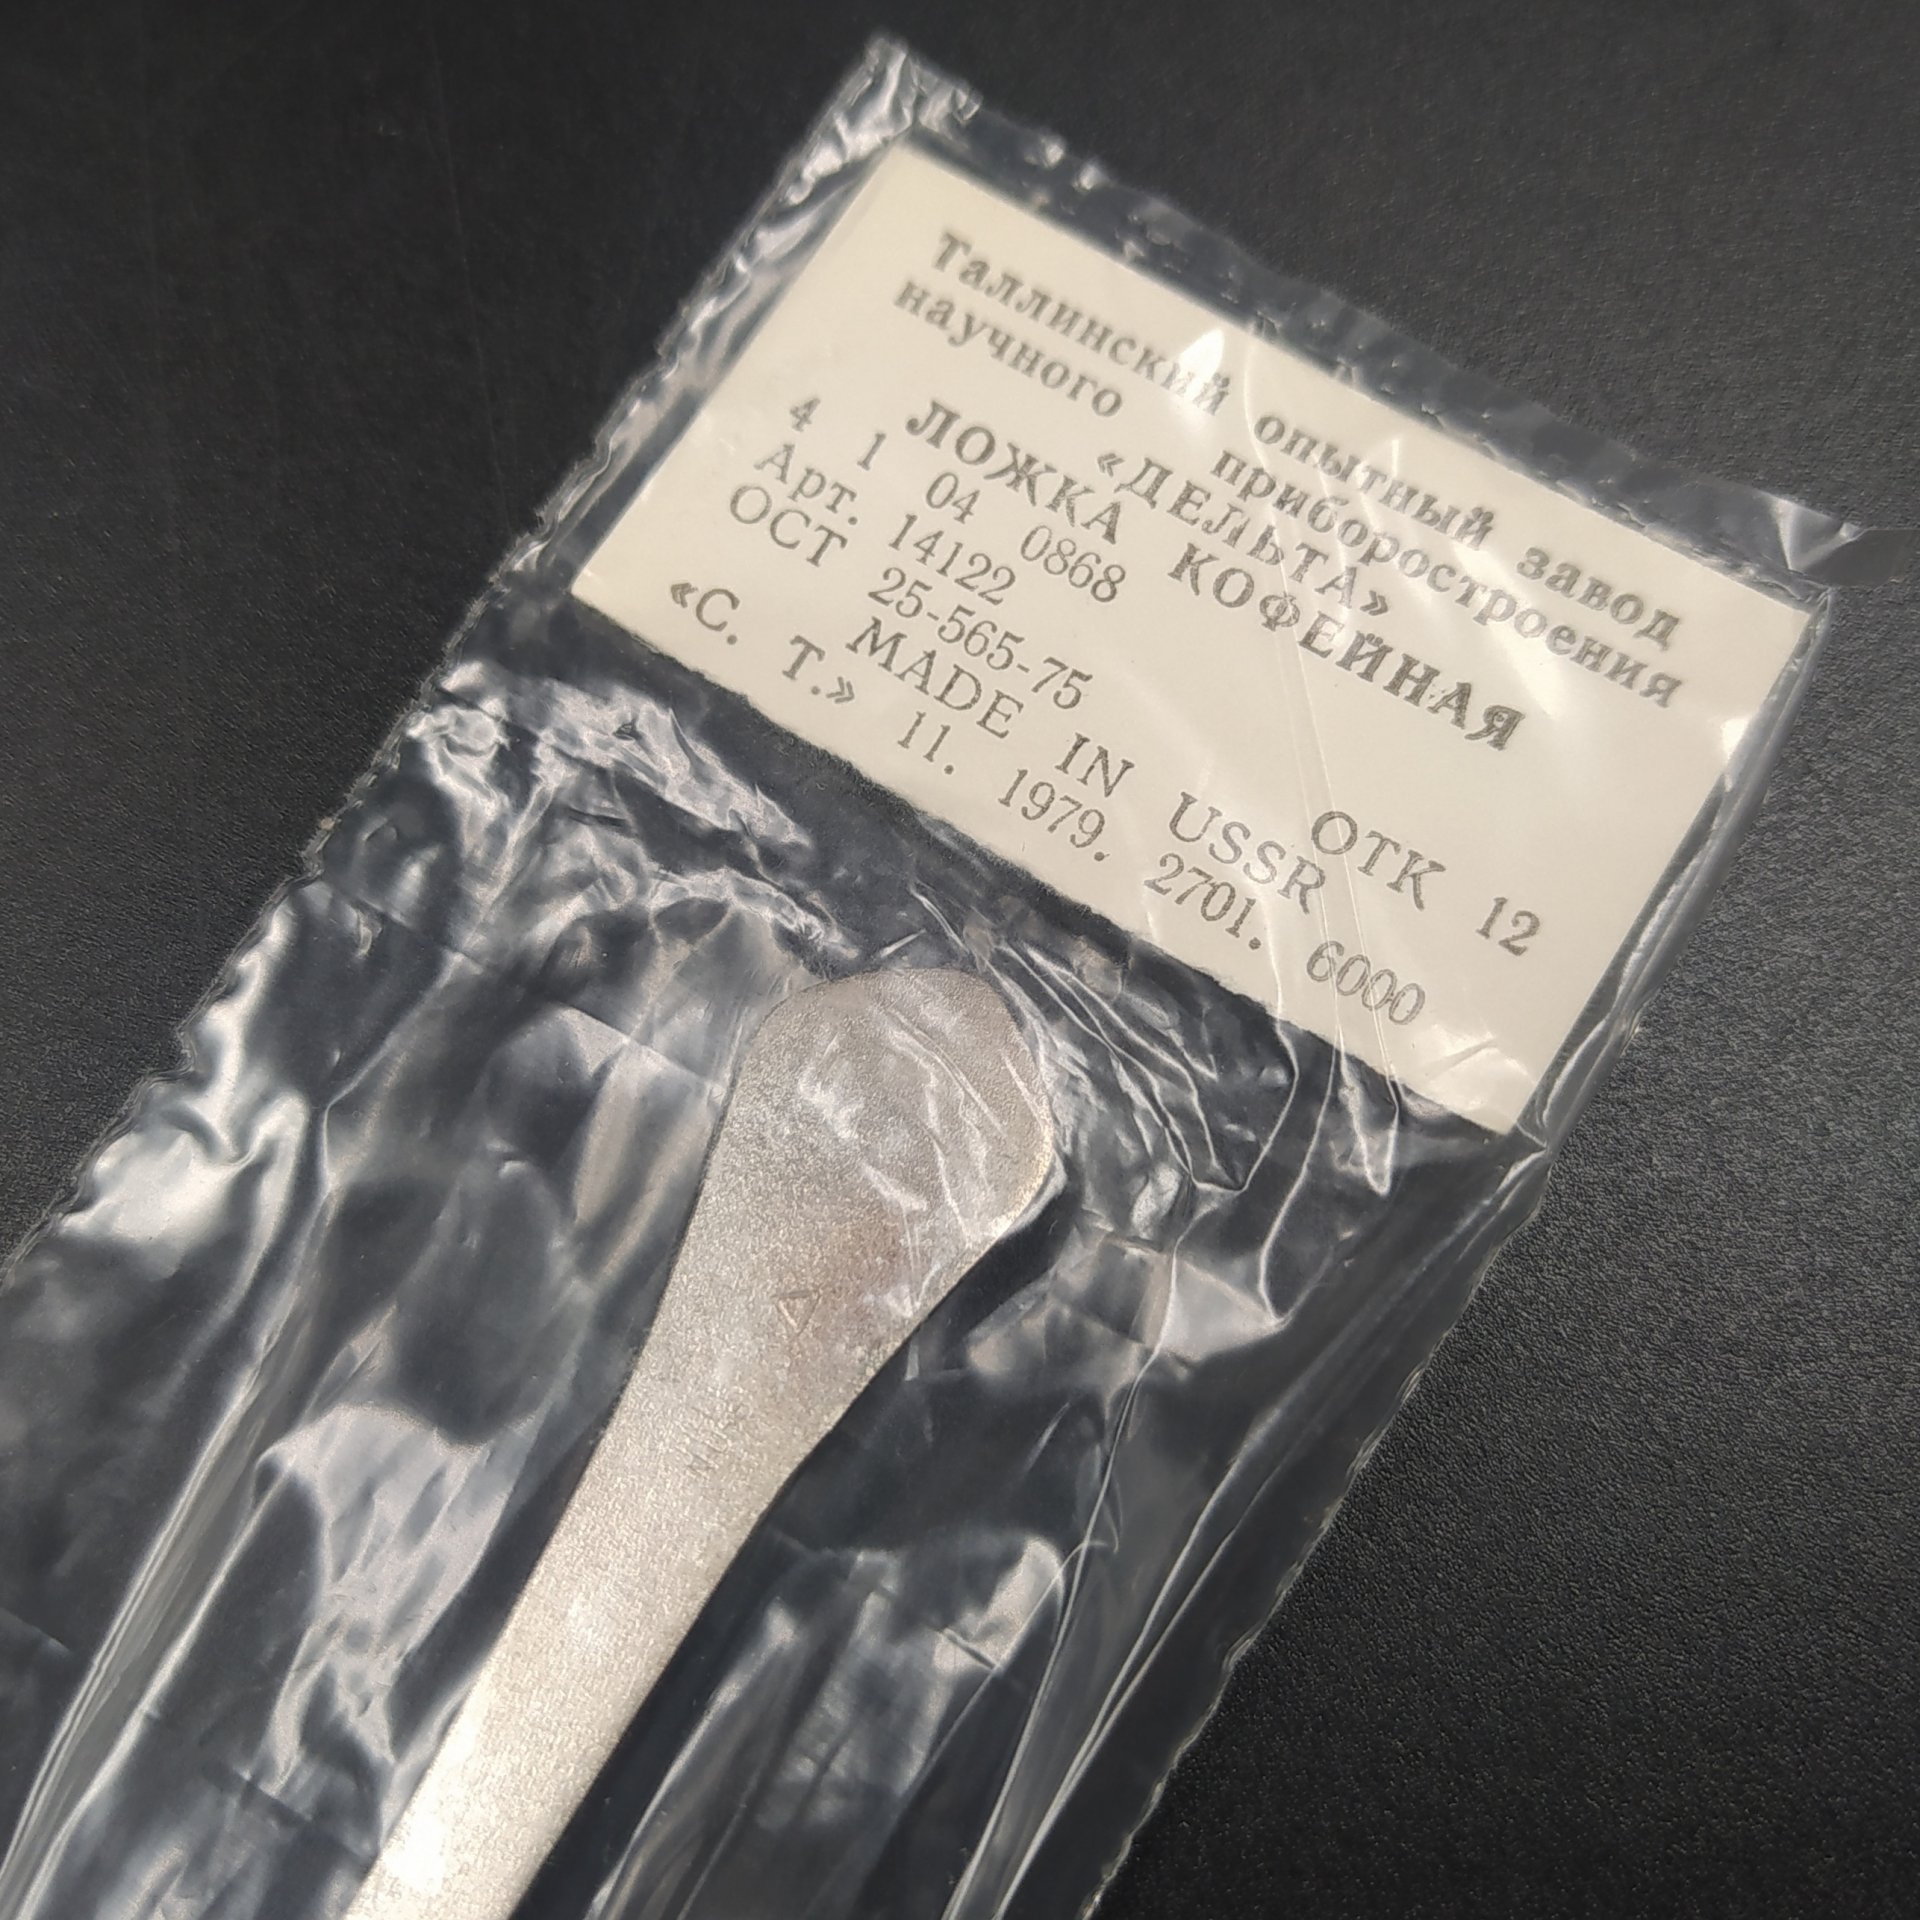 Таллинский опытный завод
научного приборостроения
«ДЕЛЬТА»
ЛОЖКА КОФЕЙНАЯ
4 1 04 0868
Арт. 14122
ОСТ 25-565-75 ОТК 12
MADE IN USSR
«С. Т.» 11. 1979. 2701. 6000